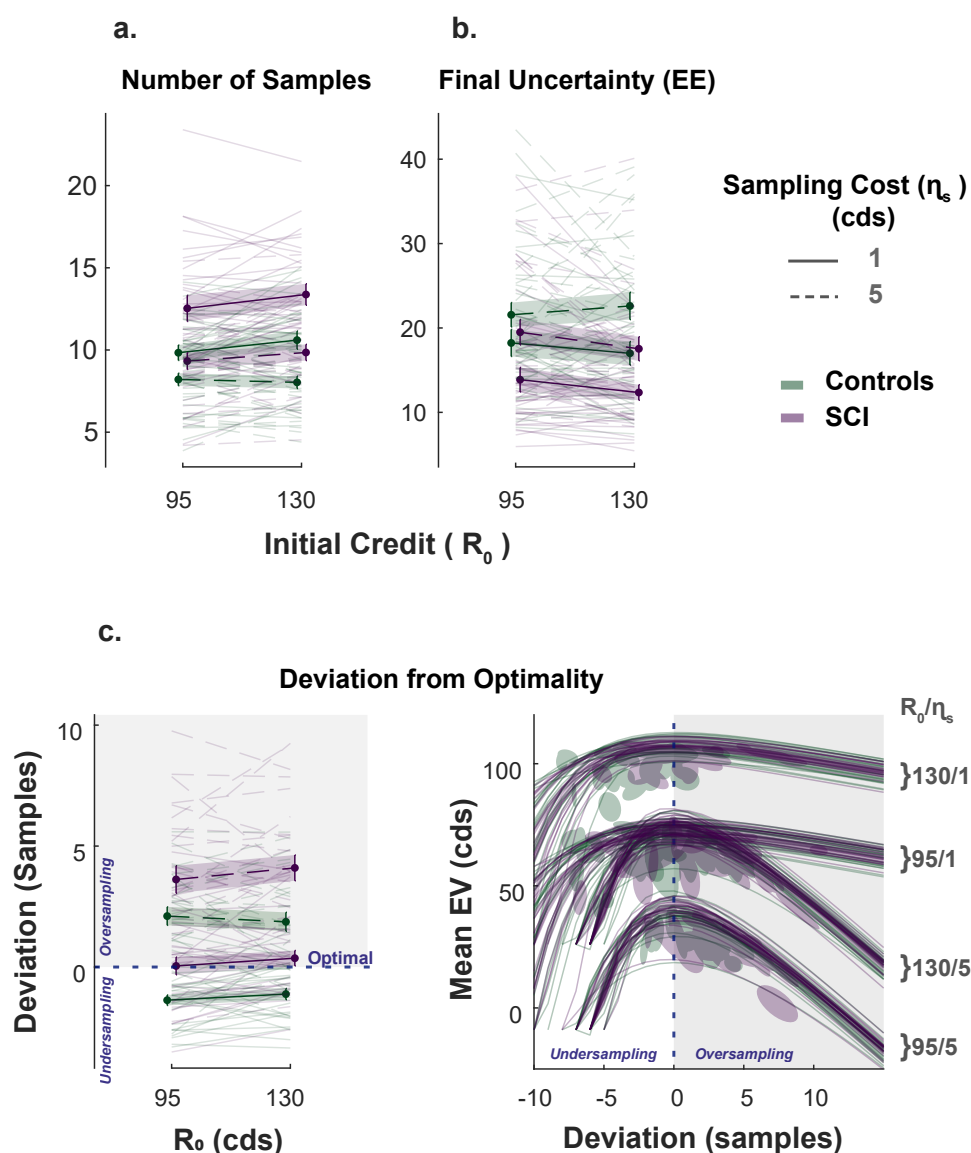 a.
Number of Samples
20
15
10
5
95
130
b.
Final Uncertainty (EE)
40
30
20
10
95
130
Initial Credit ( R₀ )
Sampling Cost (ηₛ )
(cds)
1
5
Controls
SCI
c.
Deviation from Optimality
Deviation (Samples)
10
5
0
Oversampling
Undersampling
Optimal
95
130
R₀ (cds)
Mean EV (cds)
100
50
0
Undersampling
Oversampling
-10
-5
0
5
10
Deviation (samples)
R₀/ηₛ
}130/1
}95/1
}130/5
}95/5